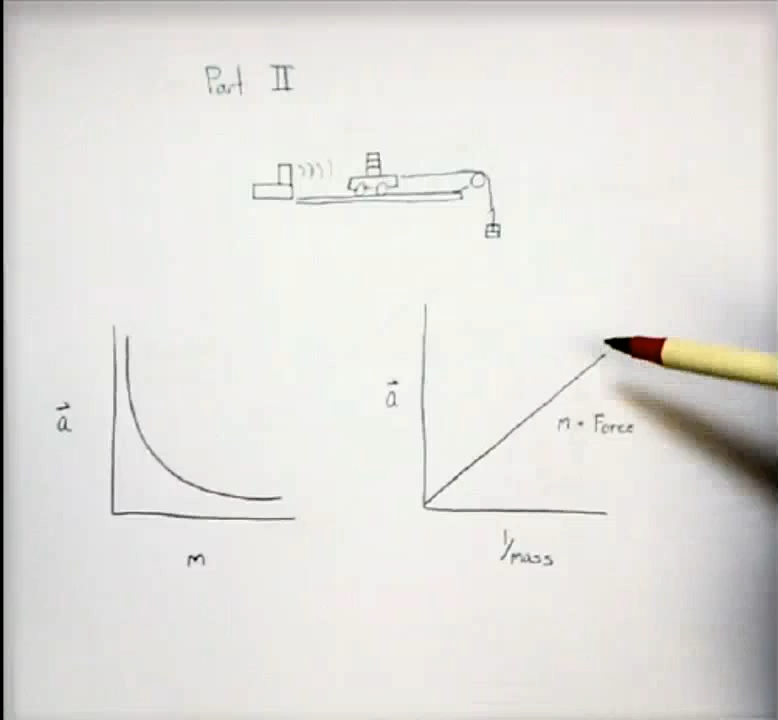 Part II
a
a
m = Force
m
1/mass